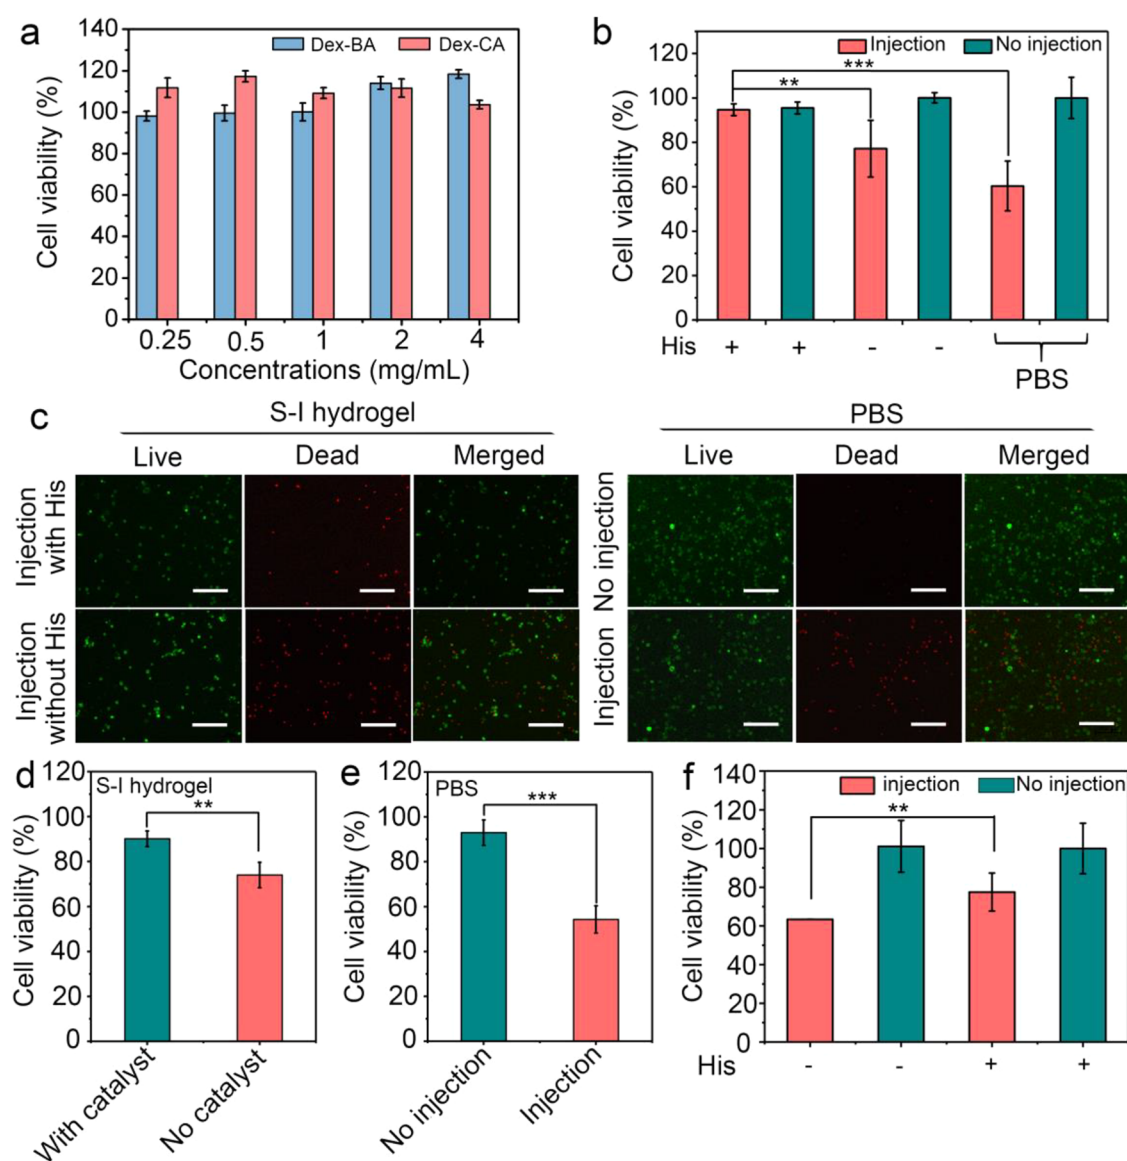 a
Dex-BA Dex-CA
Cell viability (%)
140
120
100
80
60
40
20
0
0.25 0.5 1 2 4
Concentrations (mg/mL)
b
Injection No injection
Cell viability (%)
120
100
80
60
40
20
0
***
**
His + + - -
PBS
c
S-I hydrogel
Live Dead Merged
Injection
with His
Injection
without His
PBS
Live Dead Merged
No injection
Injection
d
S-I hydrogel
**
Cell viability (%)
120
100
80
60
40
20
0
With catalyst
No catalyst
e
PBS
***
Cell viability (%)
120
100
80
60
40
20
0
No injection
Injection
f
injection No injection
**
Cell viability (%)
140
120
100
80
60
40
20
0
His - - + +